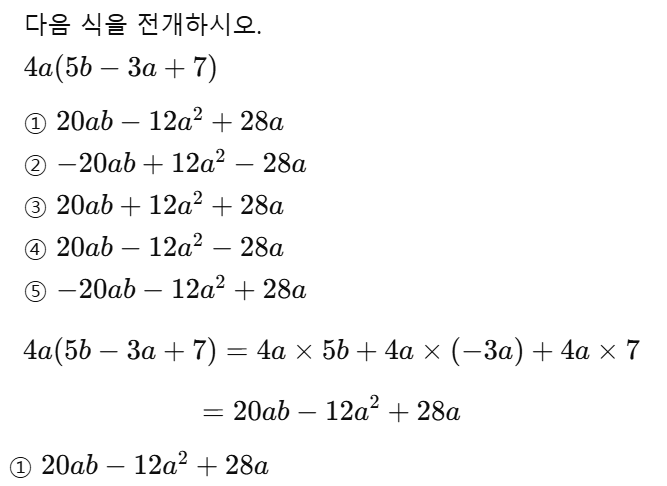 다음 식을 전개하시오.
4a(5b − 3a + 7)
① 20ab − 12a² + 28a
② −20ab + 12a² − 28a
③ 20ab + 12a² + 28a
④ 20ab − 12a² − 28a
⑤ −20ab − 12a² + 28a
4a(5b − 3a + 7) = 4a × 5b + 4a × (−3a) + 4a × 7
= 20ab − 12a² + 28a
① 20ab − 12a² + 28a